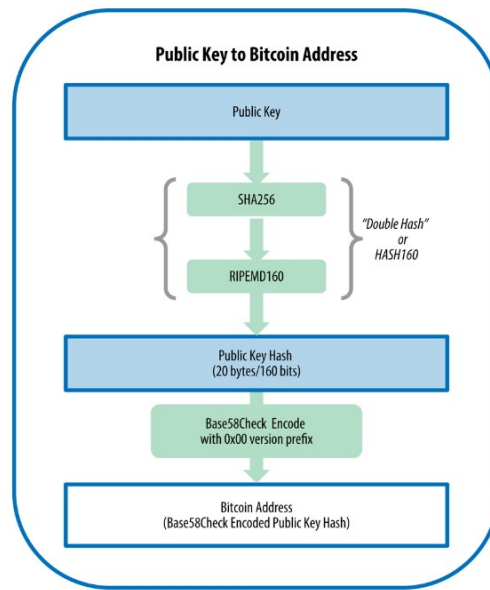 Public Key to Bitcoin Address
Public Key
SHA256
"Double Hash"
or
HASH160
RIPEMD160
Public Key Hash
(20 bytes/160 bits)
Base58Check Encode
with 0x00 version prefix
Bitcoin Address
(Base58Check Encoded Public Key Hash)